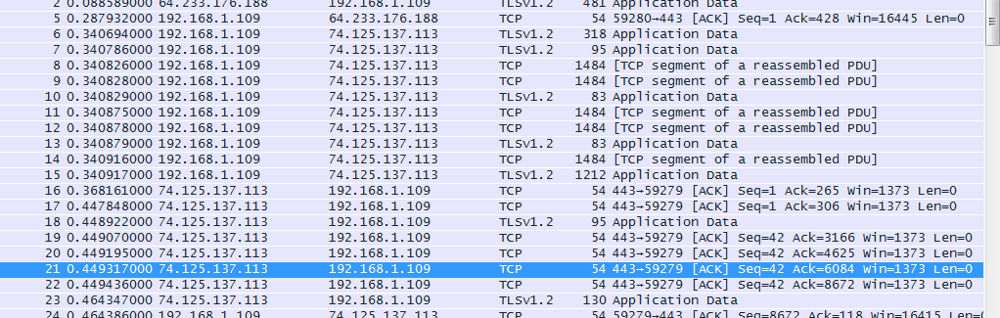 2 0.088589000 64.233.176.188 192.168.1.109 TLSv1.2 481 Application Data
5 0.287932000 192.168.1.109 64.233.176.188 TCP 54 59280→443 [ACK] Seq=1 Ack=428 Win=16445 Len=0
6 0.340694000 192.168.1.109 74.125.137.113 TLSv1.2 318 Application Data
7 0.340786000 192.168.1.109 74.125.137.113 TLSv1.2 95 Application Data
8 0.340826000 192.168.1.109 74.125.137.113 TCP 1484 [TCP segment of a reassembled PDU]
9 0.340828000 192.168.1.109 74.125.137.113 TCP 1484 [TCP segment of a reassembled PDU]
10 0.340829000 192.168.1.109 74.125.137.113 TLSv1.2 83 Application Data
11 0.340875000 192.168.1.109 74.125.137.113 TCP 1484 [TCP segment of a reassembled PDU]
12 0.340878000 192.168.1.109 74.125.137.113 TCP 1484 [TCP segment of a reassembled PDU]
13 0.340879000 192.168.1.109 74.125.137.113 TLSv1.2 83 Application Data
14 0.340916000 192.168.1.109 74.125.137.113 TCP 1484 [TCP segment of a reassembled PDU]
15 0.340917000 192.168.1.109 74.125.137.113 TLSv1.2 1212 Application Data
16 0.368161000 74.125.137.113 192.168.1.109 TCP 54 443→59279 [ACK] Seq=1 Ack=265 Win=1373 Len=0
17 0.447848000 74.125.137.113 192.168.1.109 TCP 54 443→59279 [ACK] Seq=1 Ack=306 Win=1373 Len=0
18 0.448922000 74.125.137.113 192.168.1.109 TLSv1.2 95 Application Data
19 0.449070000 74.125.137.113 192.168.1.109 TCP 54 443→59279 [ACK] Seq=42 Ack=3166 Win=1373 Len=0
20 0.449195000 74.125.137.113 192.168.1.109 TCP 54 443→59279 [ACK] Seq=42 Ack=4625 Win=1373 Len=0
21 0.449317000 74.125.137.113 192.168.1.109 TCP 54 443→59279 [ACK] Seq=42 Ack=6084 Win=1373 Len=0
22 0.449436000 74.125.137.113 192.168.1.109 TCP 54 443→59279 [ACK] Seq=42 Ack=8672 Win=1373 Len=0
23 0.464347000 74.125.137.113 192.168.1.109 TLSv1.2 130 Application Data
24 0.464386000 192.168.1.109 74.125.137.113 TCP 54 59279→443 [ACK] Seq=8672 Ack=118 Win=16415 Len=